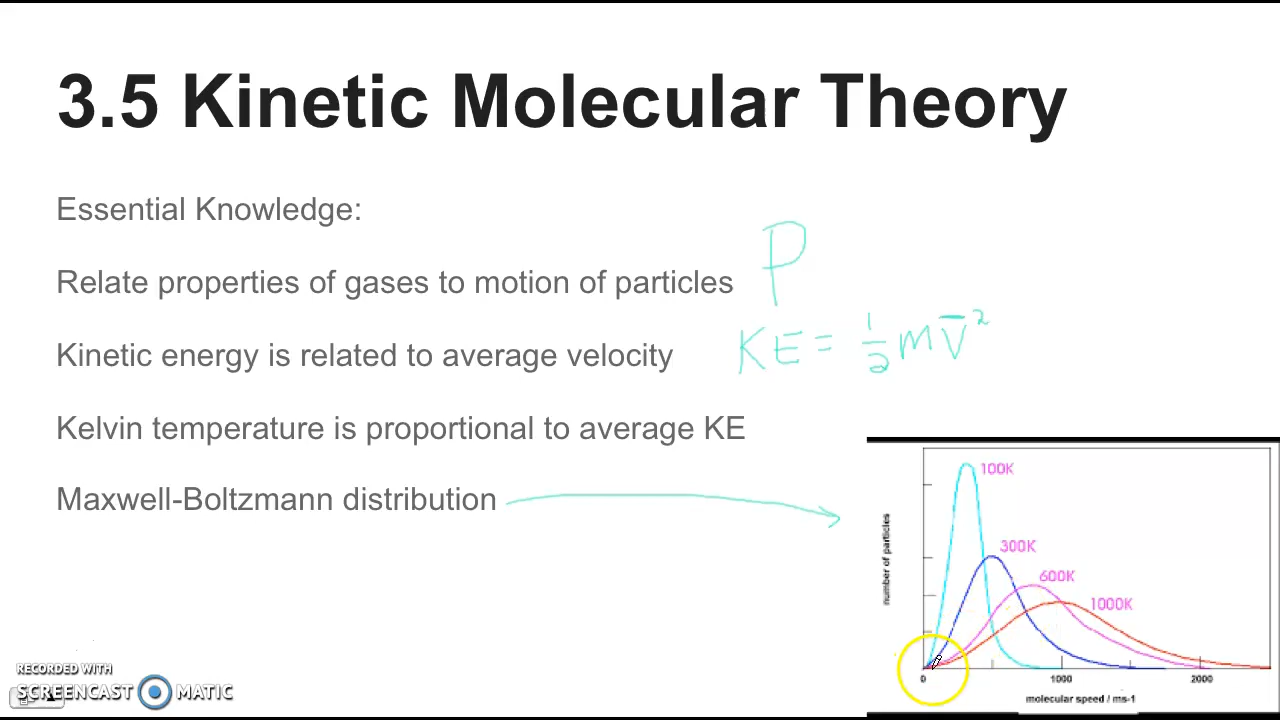 3.5 Kinetic Molecular Theory
Essential Knowledge:
Relate properties of gases to motion of particles
P
Kinetic energy is related to average velocity
KE = 1/2 m v̅²
Kelvin temperature is proportional to average KE
Maxwell-Boltzmann distribution
100K
300K
600K
1000K
number of particles
0 1000 2000
molecular speed / ms-1
RECORDED WITH
SCREENCAST MATIC